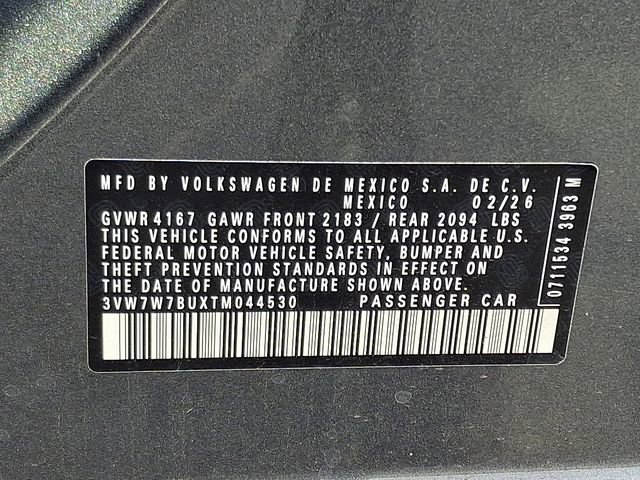 MFD BY VOLKSWAGEN DE MEXICO S.A. DE C.V.
MEXICO 02/26
GVWR 4167 GAWR FRONT 2183 / REAR 2094 LBS
THIS VEHICLE CONFORMS TO ALL APPLICABLE U.S.
FEDERAL MOTOR VEHICLE SAFETY, BUMPER AND
THEFT PREVENTION STANDARDS IN EFFECT ON
THE DATE OF MANUFACTURE SHOWN ABOVE.
3VW7W7BUXTM044530 PASSENGER CAR
0711534 3963 M